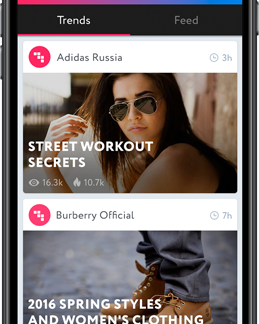 Trends Feed
Adidas Russia 3h
STREET WORKOUT
SECRETS
16.3k 10.7k
Burberry Official 7h
2016 SPRING STYLES
AND WOMEN'S CLOTHING